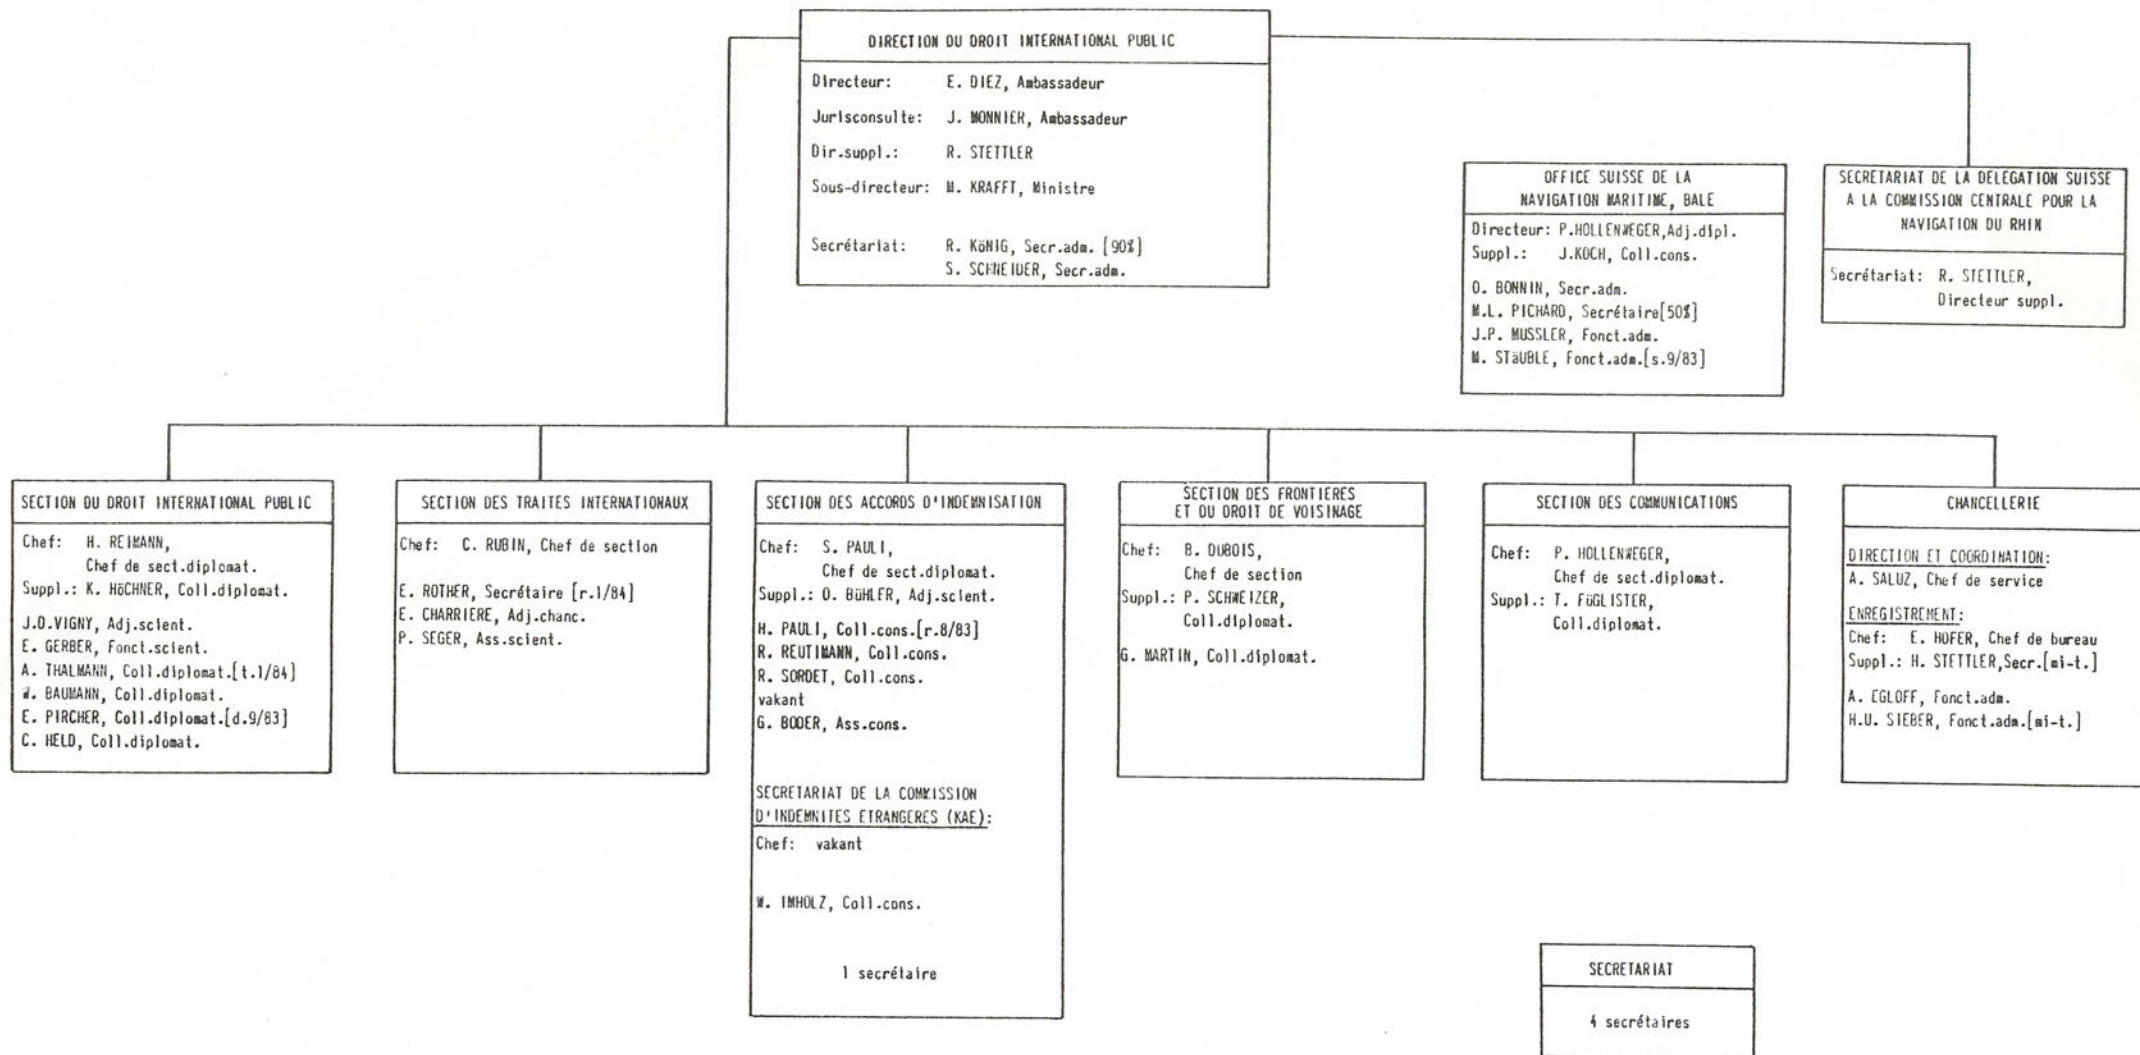 DIRECTION DU DROIT INTERNATIONAL PUBLIC
Directeur: E. DIEZ, Ambassadeur
Jurisconsulte: J. MONNIER, Ambassadeur
Dir.suppl.: R. STETTLER
Sous-directeur: M. KRAFFT, Ministre
Secrétariat: R. KöNIG, Secr.adm. [90%]
S. SCHNEIDER, Secr.adm.
OFFICE SUISSE DE LA
NAVIGATION MARITIME, BALE
Directeur: P.HOLLENWEGER,Adj.dipl.
Suppl.: J.KOCH, Coll.cons.
O. BONNIN, Secr.adm.
M.L. PICHARD, Secrétaire[50%]
J.P. MUSSLER, Fonct.adm.
M. STäUBLE, Fonct.adm.[s.9/83]
SECRETARIAT DE LA DELEGATION SUISSE
A LA COMMISSION CENTRALE POUR LA
NAVIGATION DU RHIN
Secrétariat: R. STETTLER,
Directeur suppl.
SECTION DU DROIT INTERNATIONAL PUBLIC
Chef: H. REIMANN,
Chef de sect.diplomat.
Suppl.: K. HöCHNER, Coll.diplomat.
J.D.VIGNY, Adj.scient.
E. GERBER, Fonct.scient.
A. THALMANN, Coll.diplomat.[t.1/84]
W. BAUMANN, Coll.diplomat.
E. PIRCHER, Coll.diplomat.[d.9/83]
C. HELD, Coll.diplomat.
SECTION DES TRAITES INTERNATIONAUX
Chef: C. RUBIN, Chef de section
E. ROTHER, Secrétaire [r.1/84]
E. CHARRIERE, Adj.chanc.
P. SEGER, Ass.scient.
SECTION DES ACCORDS D'INDEMNISATION
Chef: S. PAULI,
Chef de sect.diplomat.
Suppl.: O. BüHLER, Adj.scient.
H. PAULI, Coll.cons.[r.8/83]
R. REUTIMANN, Coll.cons.
R. SORDET, Coll.cons.
vakant
G. BODER, Ass.cons.
SECRETARIAT DE LA COMMISSION
D'INDEMNITES ETRANGERES (KAE):
Chef: vakant
W. IMHOLZ, Coll.cons.
1 secrétaire
SECTION DES FRONTIERES
ET DU DROIT DE VOISINAGE
Chef: B. DUBOIS,
Chef de section
Suppl.: P. SCHWEIZER,
Coll.diplomat.
G. MARTIN, Coll.diplomat.
SECTION DES COMMUNICATIONS
Chef: P. HOLLENWEGER,
Chef de sect.diplomat.
Suppl.: T. FüGLISTER,
Coll.diplomat.
CHANCELLERIE
DIRECTION ET COORDINATION:
A. SALUZ, Chef de service
ENREGISTREMENT:
Chef: E. HOFER, Chef de bureau
Suppl.: H. STETTLER,Secr.[mi-t.]
A. EGLOFF, Fonct.adm.
H.U. SIEBER, Fonct.adm.[mi-t.]
SECRETARIAT
4 secrétaires